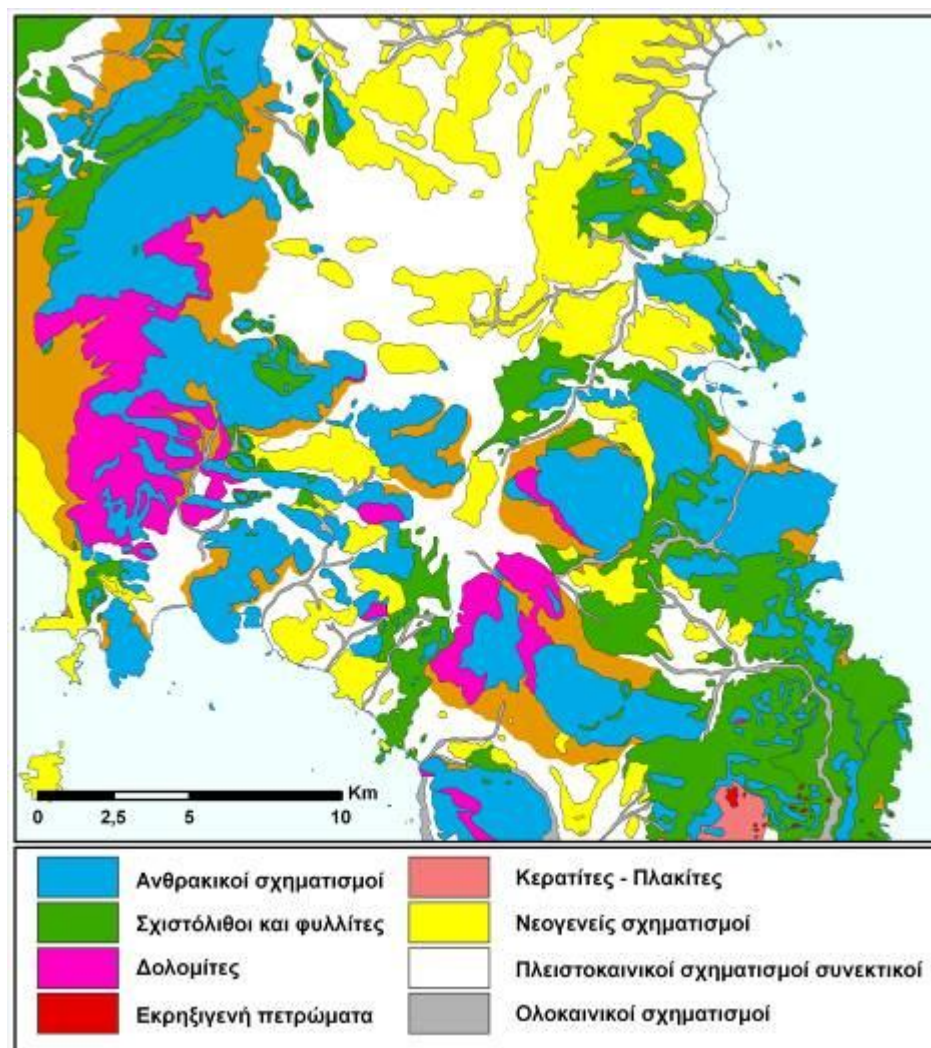 Km
0 2,5 5 10
Ανθρακικοί σχηματισμοί
Σχιστόλιθοι και φυλλίτες
Δολομίτες
Εκρηξιγενή πετρώματα
Κερατίτες - Πλακίτες
Νεογενείς σχηματισμοί
Πλειστοκαινικοί σχηματισμοί συνεκτικοί
Ολοκαινικοί σχηματισμοί